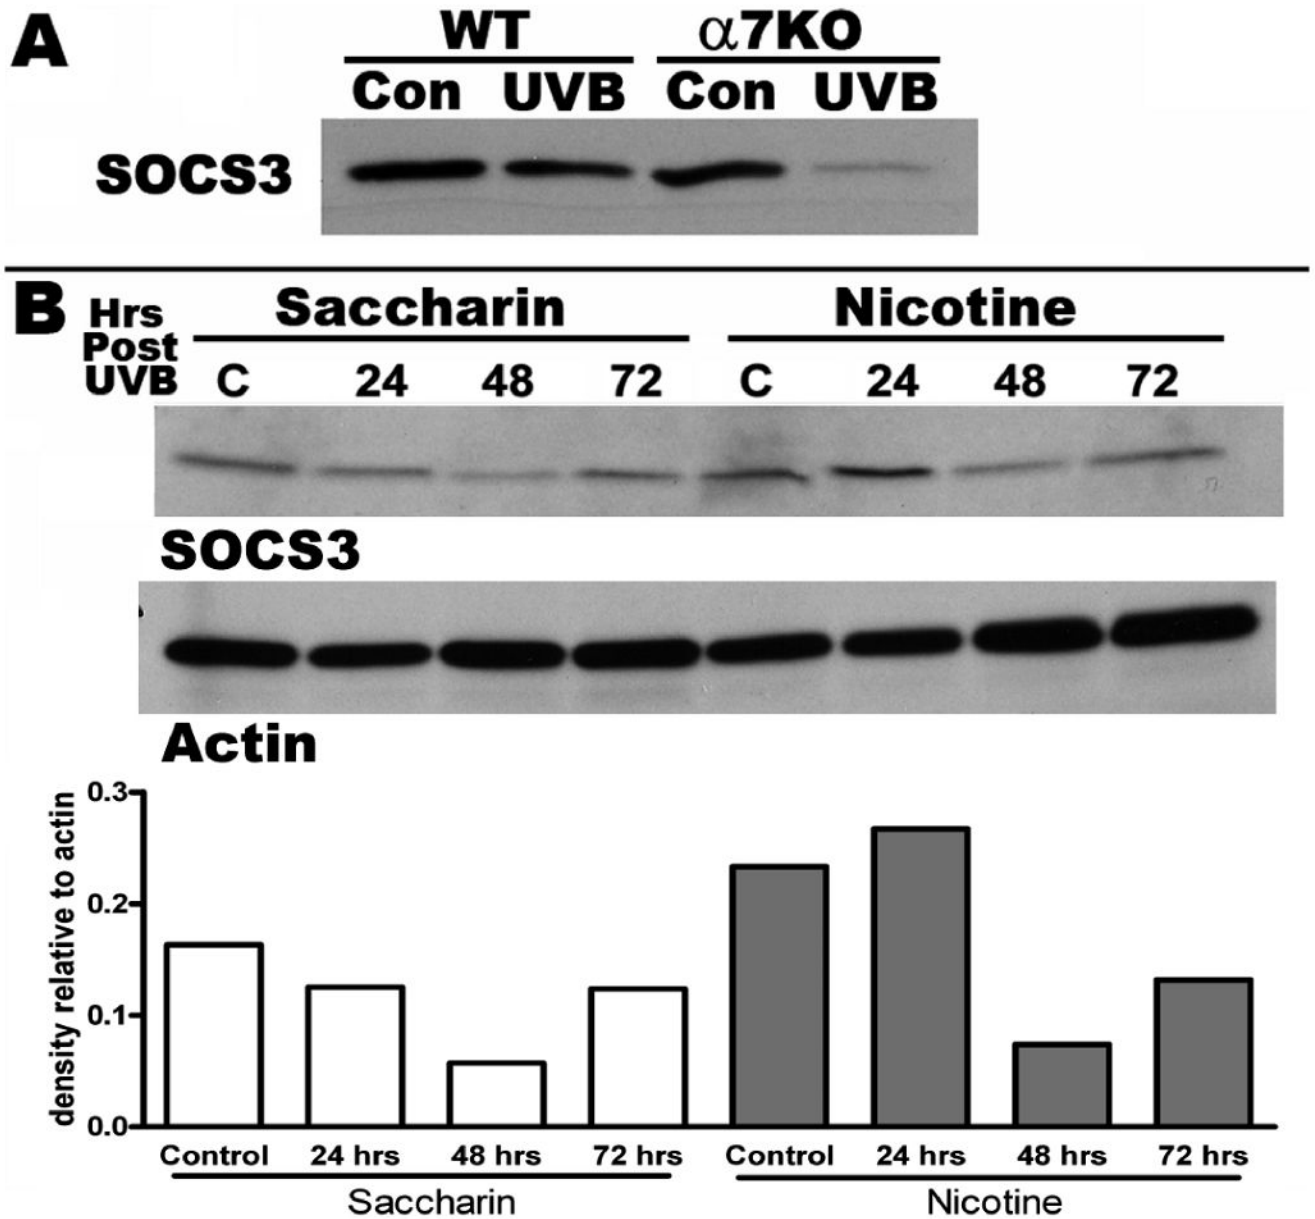 A
WT α7KO
Con UVB Con UVB
SOCS3
B
Hrs Post UVB
Saccharin Nicotine
C 24 48 72 C 24 48 72
SOCS3
Actin
density relative to actin
0.3
0.2
0.1
0.0
Control 24 hrs 48 hrs 72 hrs Control 24 hrs 48 hrs 72 hrs
Saccharin Nicotine